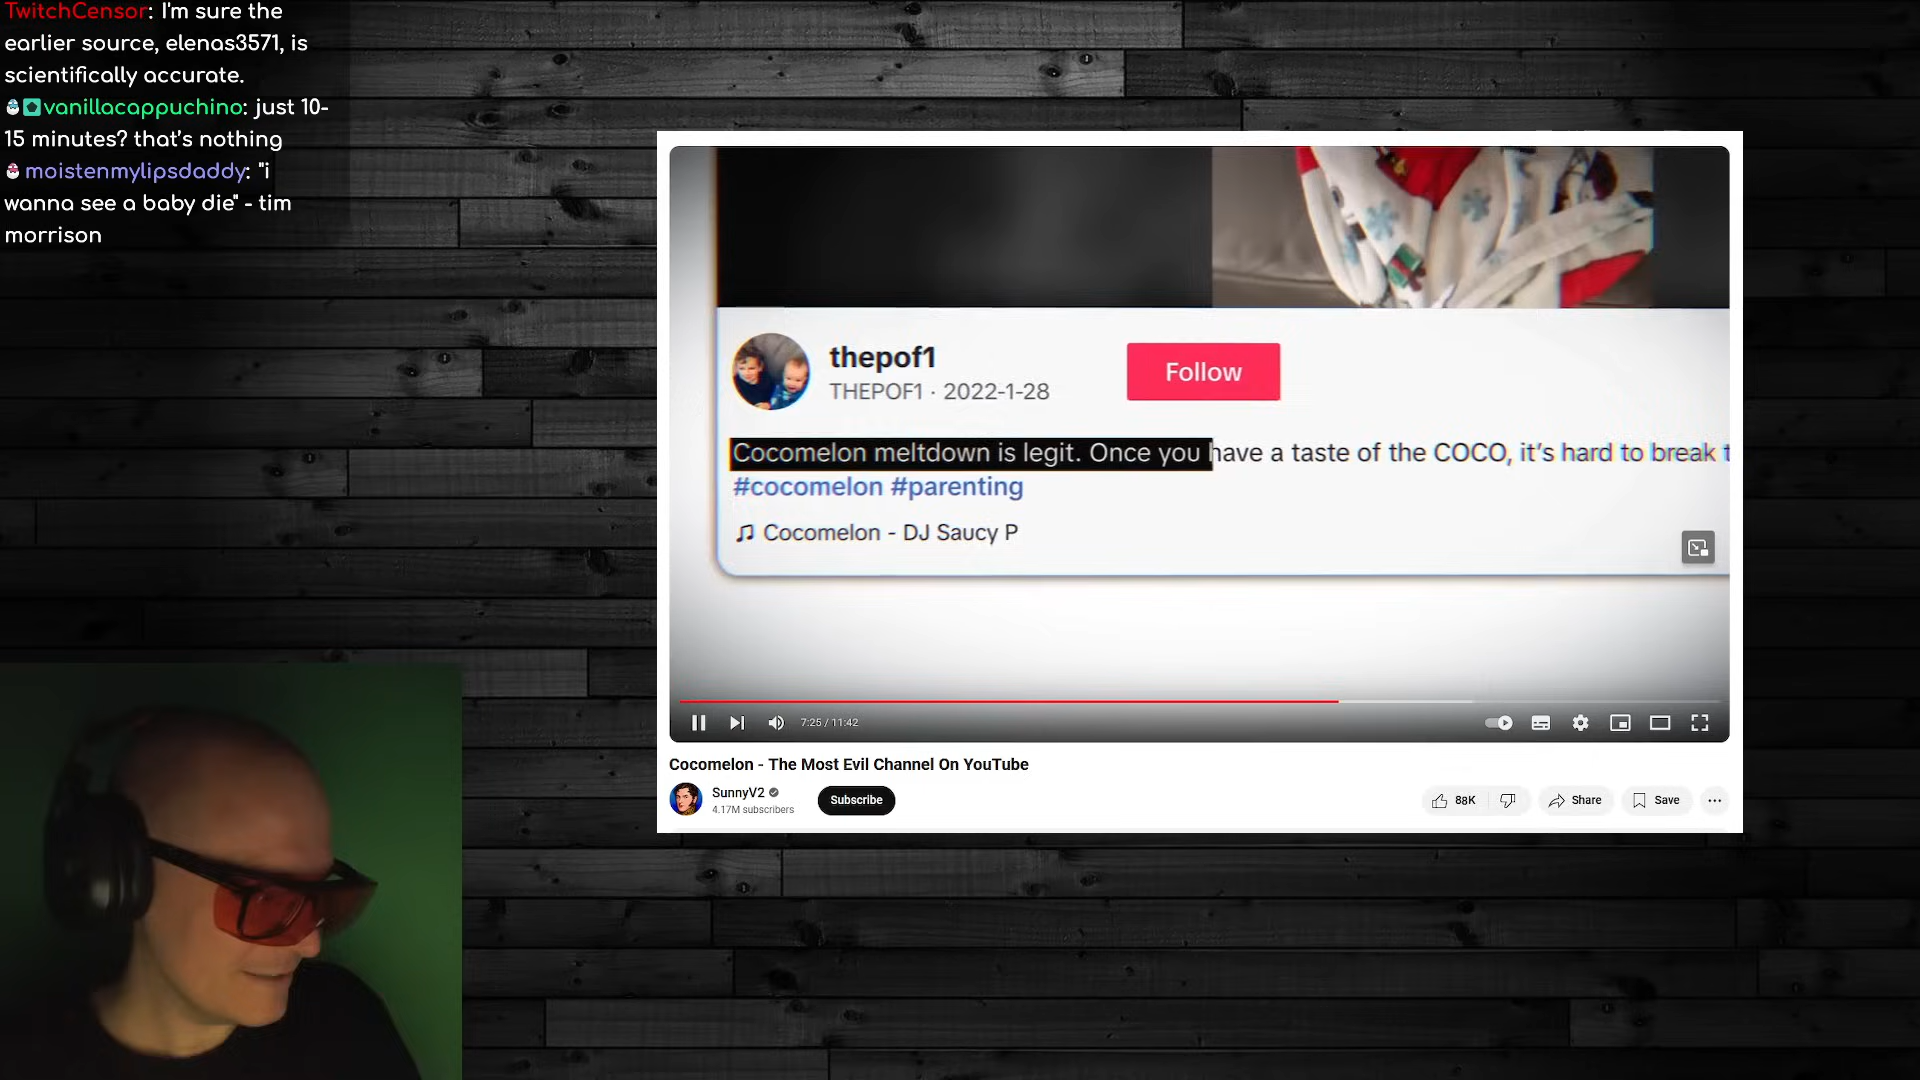 TwitchCensor: I'm sure the
earlier source, elenas3571, is
scientifically accurate.
vanillacappuchino: just 10-
15 minutes? that's nothing
moistenmylipsdaddy: "i
wanna see a baby die" - tim
morrison
thepof1
THEPOF1 · 2022-1-28
Follow
Cocomelon meltdown is legit. Once you have a taste of the COCO, it's hard to break t
#cocomelon #parenting
Cocomelon - DJ Saucy P
7:25 / 11:42
Cocomelon - The Most Evil Channel On YouTube
SunnyV2
4.17M subscribers
Subscribe
88K
Share
Save